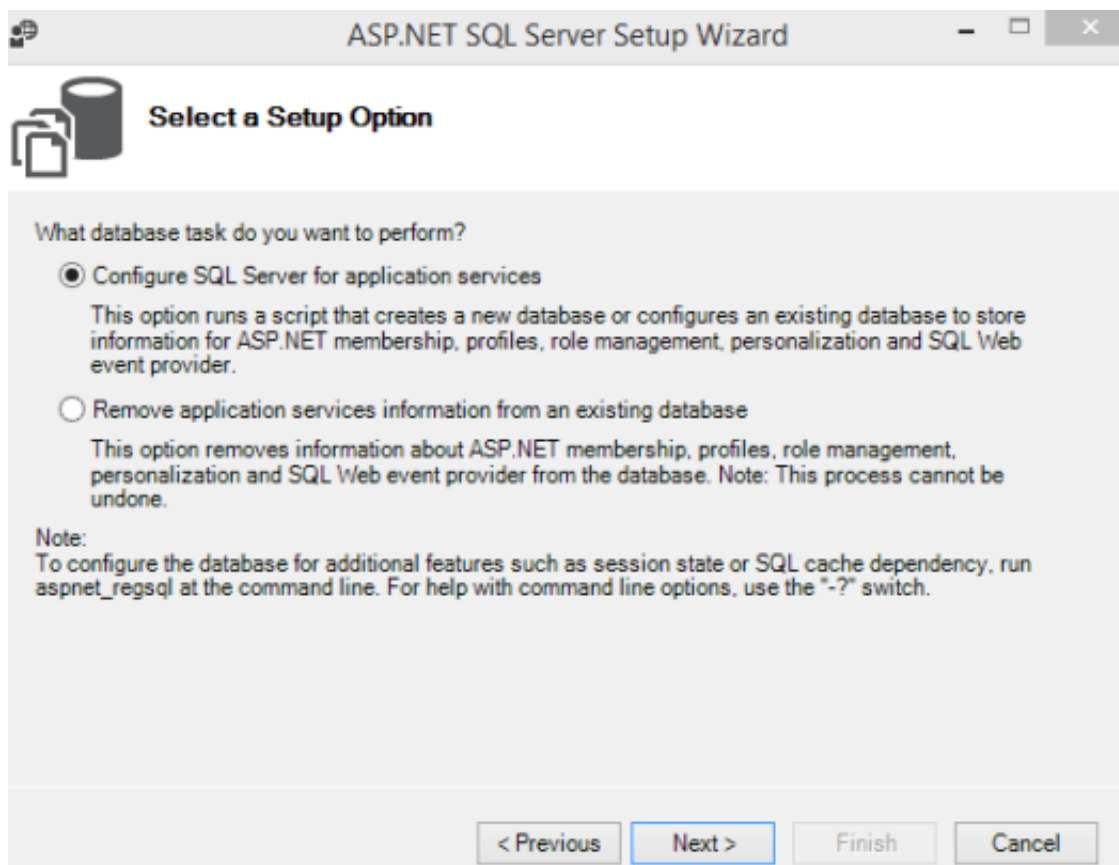 ASP.NET SQL Server Setup Wizard
Select a Setup Option
What database task do you want to perform?
Configure SQL Server for application services
This option runs a script that creates a new database or configures an existing database to store
information for ASP.NET membership, profiles, role management, personalization and SQL Web
event provider.
Remove application services information from an existing database
This option removes information about ASP.NET membership, profiles, role management,
personalization and SQL Web event provider from the database. Note: This process cannot be
undone.
Note:
To configure the database for additional features such as session state or SQL cache dependency, run
aspnet_regsql at the command line. For help with command line options, use the "-?" switch.
< Previous Next > Finish Cancel